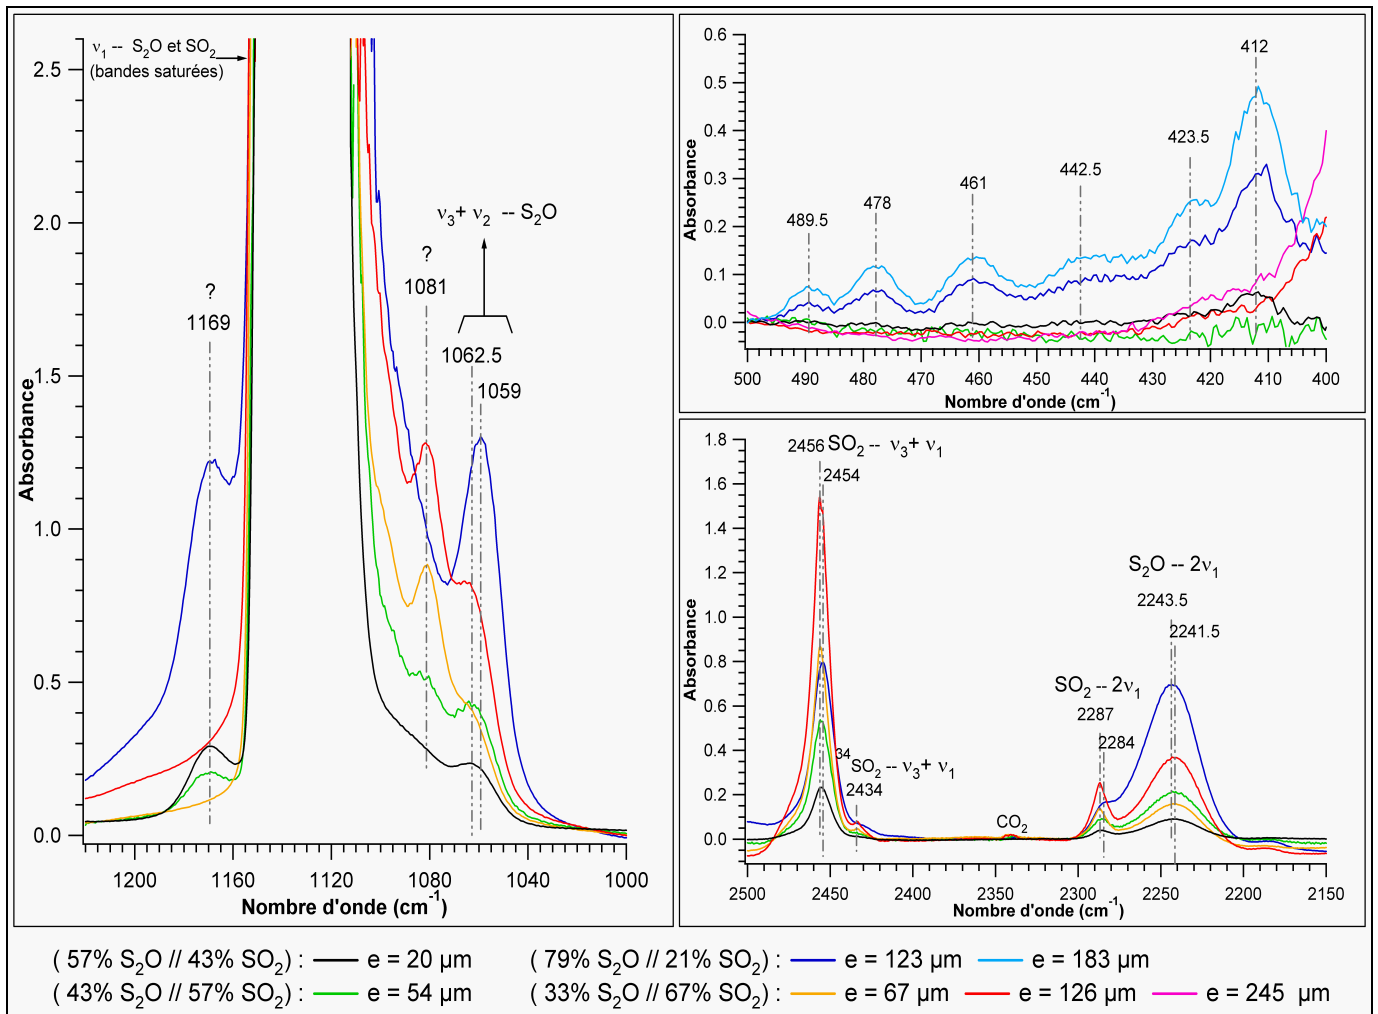 ν1 -- S2O et SO2
(bandes saturées)
2.5
2.0
1.5
1.0
0.5
0.0
Absorbance
?
1169
?
1081
ν3+ ν2 -- S2O
1062.5
1059
1200 1160 1120 1080 1040 1000
Nombre d'onde (cm-1)
0.6
0.5
0.4
0.3
0.2
0.1
0.0
Absorbance
489.5
478
461
442.5
423.5
412
500 490 480 470 460 450 440 430 420 410 400
Nombre d'onde (cm-1)
1.8
1.6
1.4
1.2
1.0
0.8
0.6
0.4
0.2
0.0
Absorbance
2456 SO2 -- ν3+ ν1
2454
34SO2 -- ν3+ ν1
2434
CO2
SO2 -- 2ν1
2287
2284
S2O -- 2ν1
2243.5
2241.5
2500 2450 2400 2350 2300 2250 2200 2150
Nombre d'onde (cm-1)
( 57% S2O // 43% SO2) : e = 20 µm ( 79% S2O // 21% SO2) : e = 123 µm e = 183 µm
( 43% S2O // 57% SO2) : e = 54 µm ( 33% S2O // 67% SO2) : e = 67 µm e = 126 µm e = 245 µm